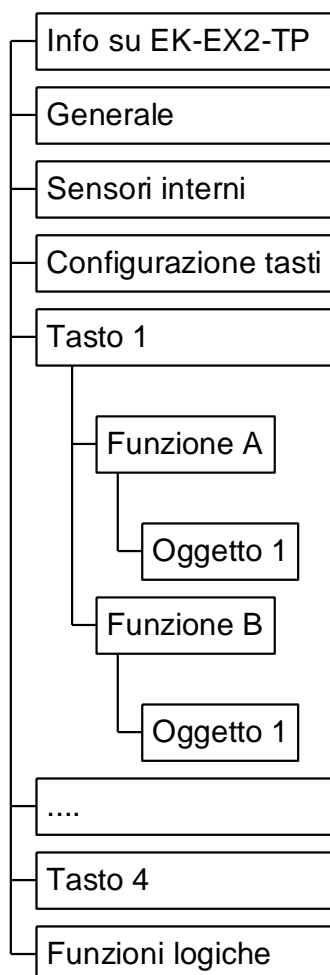 Info su EK-EX2-TP
Generale
Sensori interni
Configurazione tasti
Tasto 1
Funzione A
Oggetto 1
Funzione B
Oggetto 1
....
Tasto 4
Funzioni logiche